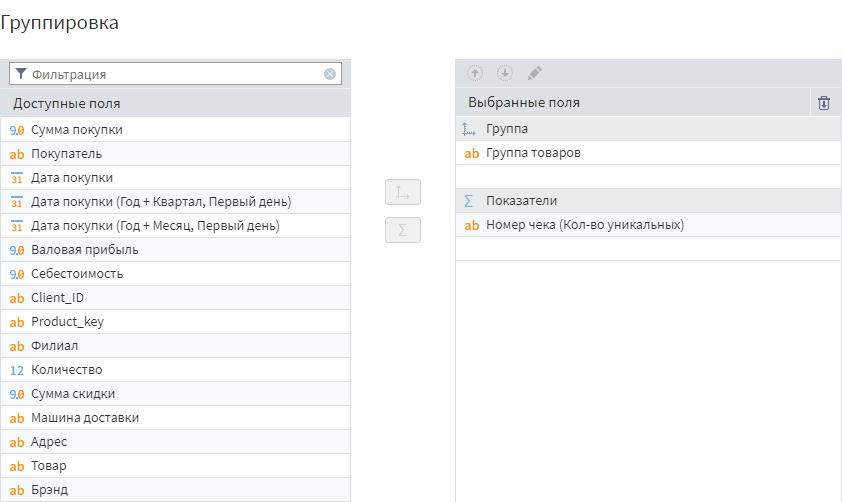 Группировка
Фильтрация
Доступные поля
9.0 Сумма покупки
ab Покупатель
31 Дата покупки
31 Дата покупки (Год + Квартал, Первый день)
31 Дата покупки (Год + Месяц, Первый день)
9.0 Валовая прибыль
9.0 Себестоимость
ab Client_ID
ab Product_key
ab Филиал
12 Количество
9.0 Сумма скидки
ab Машина доставки
ab Адрес
ab Товар
ab Брэнд
Σ
Выбранные поля
Группа
ab Группа товаров
Σ Показатели
ab Номер чека (Кол-во уникальных)